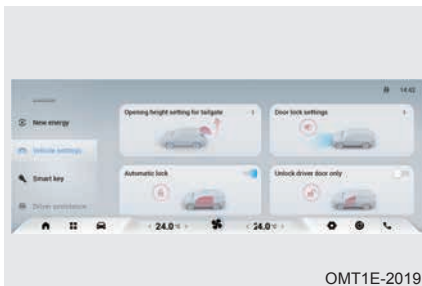 14:42
New energy
Opening height setting for tailgate
Door lock settings
Vehicle settings
Smart key
Automatic lock
Unlock driver door only
Driver assistance
24.0
24.0
OMT1E-2019